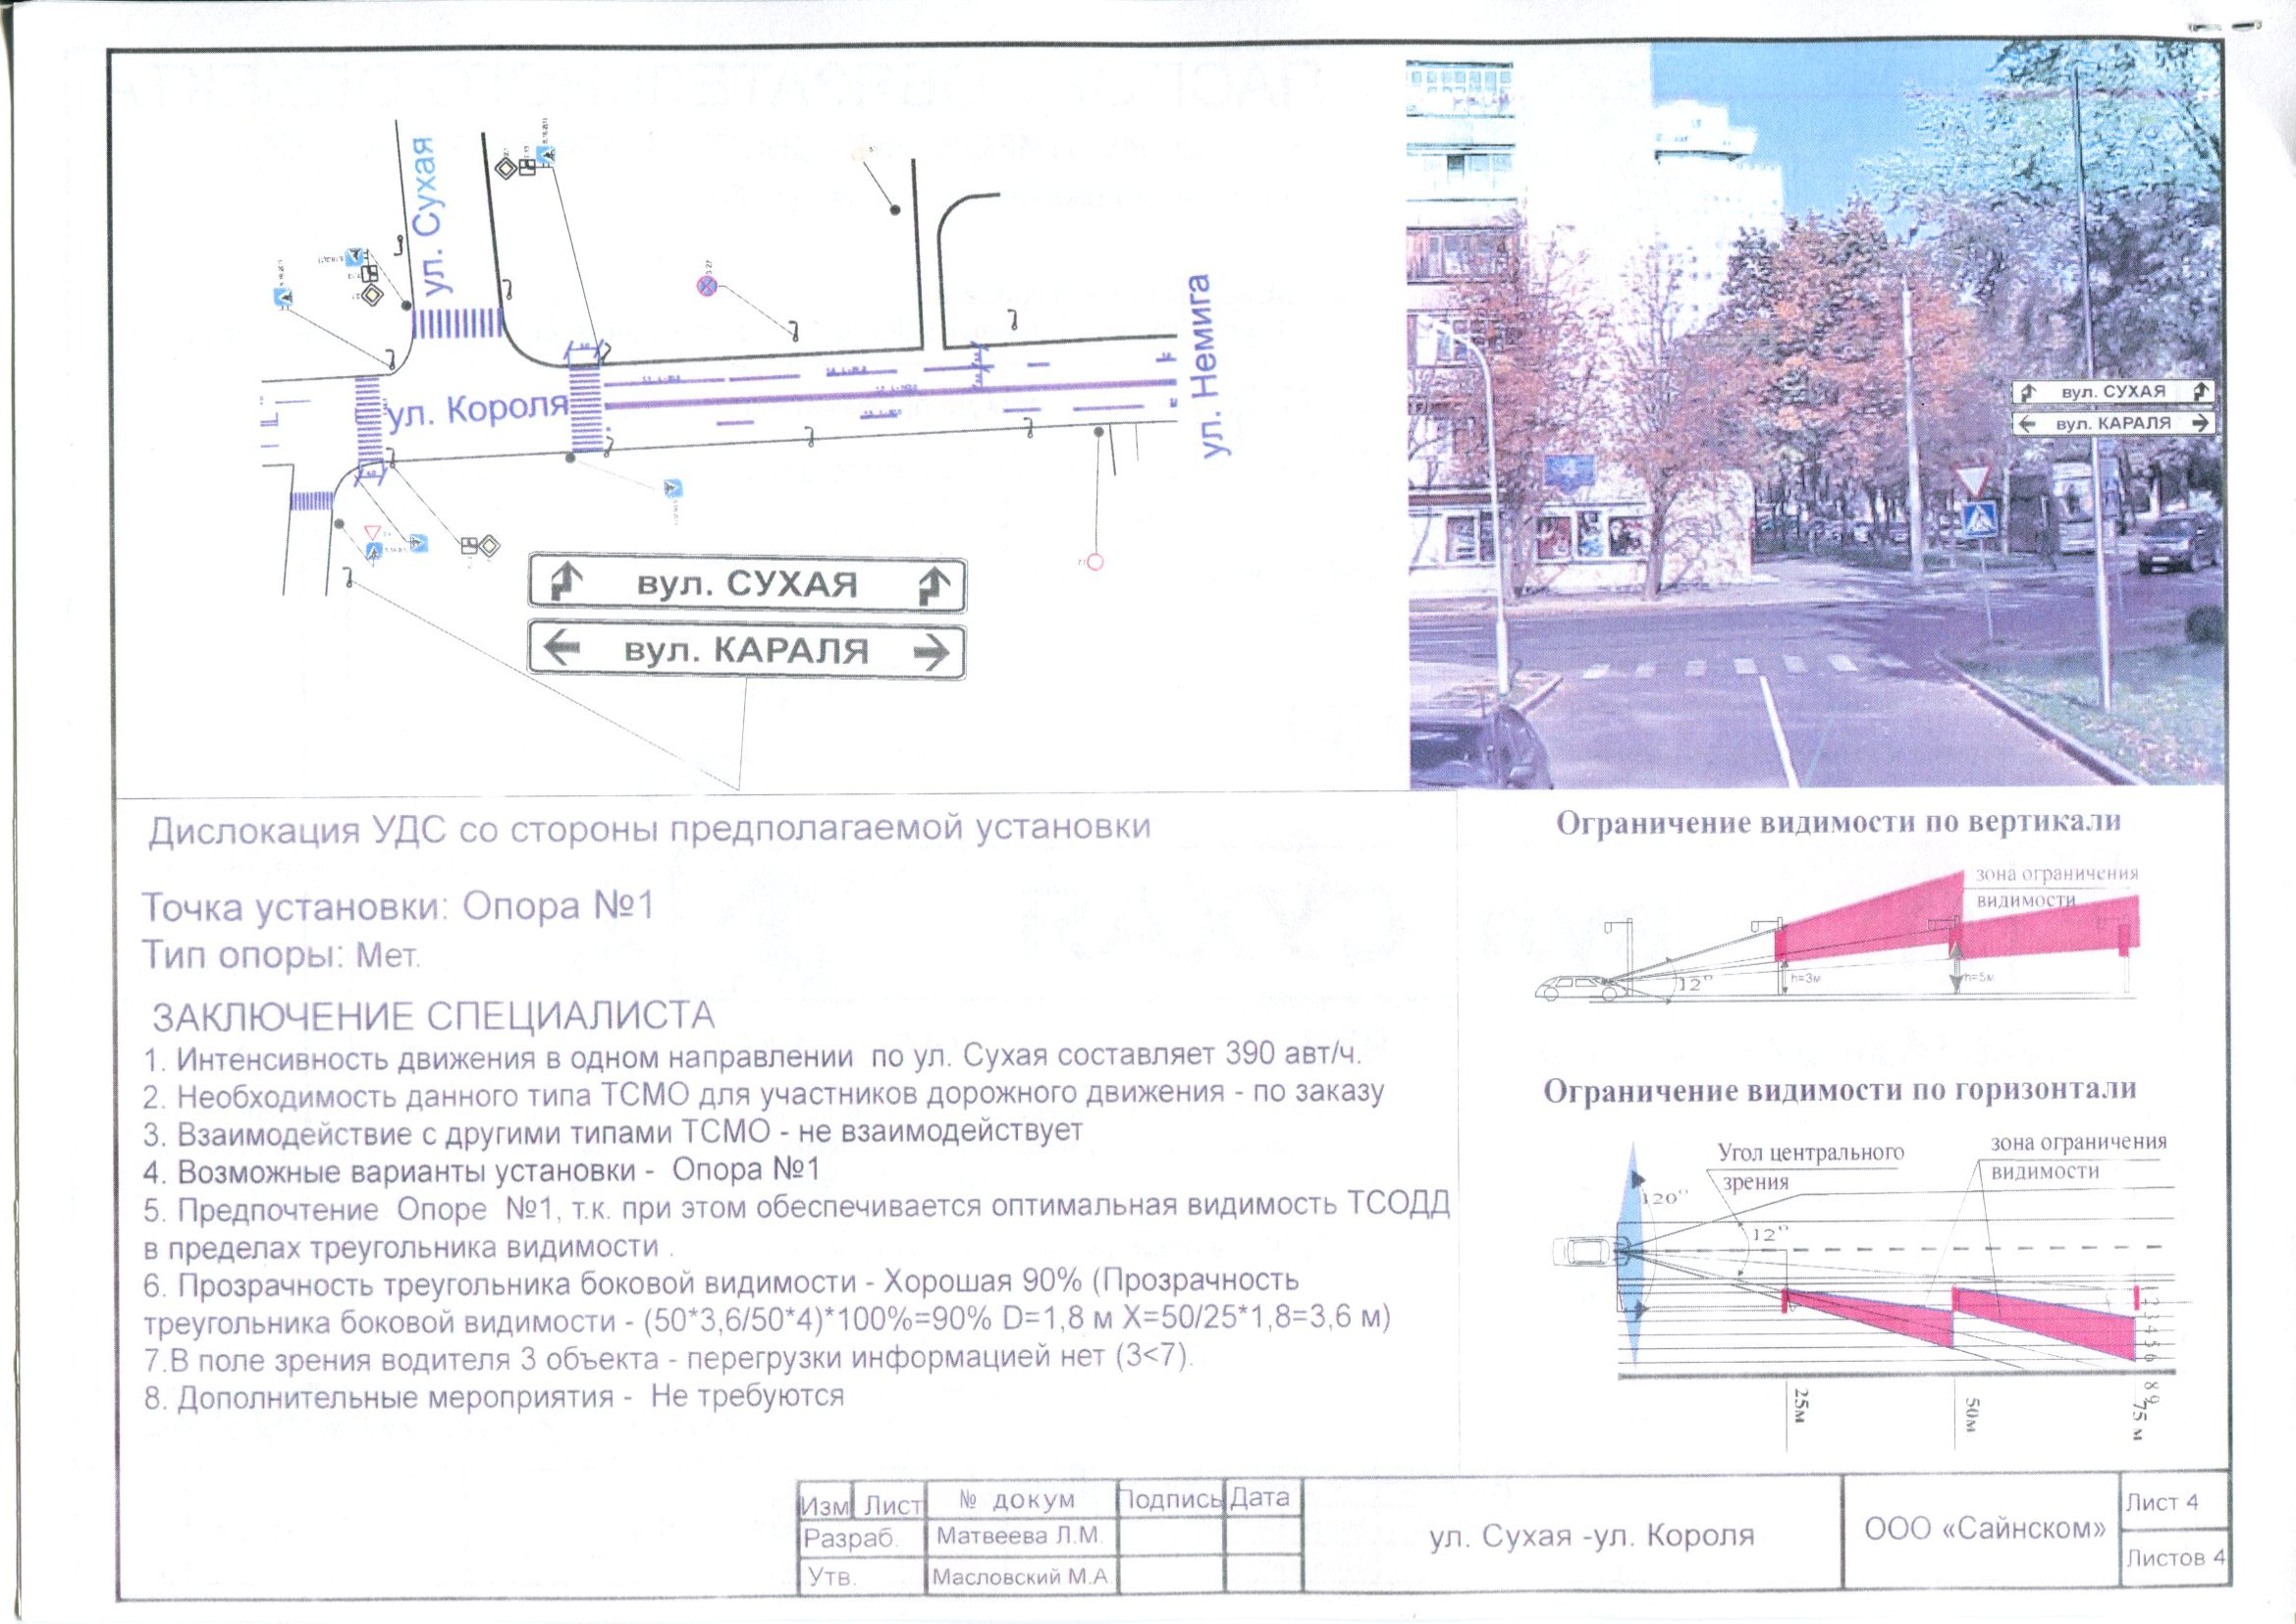 ул. Сухая
ул. Короля
ул. Немига
3.27
вул. СУХАЯ
вул. КАРАЛЯ
вул. СУХАЯ
вул. КАРАЛЯ
Дислокация УДС со стороны предполагаемой установки
Точка установки: Опора №1
Тип опоры: Мет.
ЗАКЛЮЧЕНИЕ СПЕЦИАЛИСТА
1. Интенсивность движения в одном направлении по ул. Сухая составляет 390 авт/ч.
2. Необходимость данного типа ТСМО для участников дорожного движения - по заказу
3. Взаимодействие с другими типами ТСМО - не взаимодействует
4. Возможные варианты установки - Опора №1
5. Предпочтение Опоре №1, т.к. при этом обеспечивается оптимальная видимость ТСОДД
в пределах треугольника видимости .
6. Прозрачность треугольника боковой видимости - Хорошая 90% (Прозрачность
треугольника боковой видимости - (50*3,6/50*4)*100%=90% D=1,8 м X=50/25*1,8=3,6 м)
7.В поле зрения водителя 3 объекта - перегрузки информацией нет (3<7).
8. Дополнительные мероприятия - Не требуются
Ограничение видимости по вертикали
зона ограничения
видимости
12°
h=3м
h=5м
Ограничение видимости по горизонтали
Угол центрального
зрения
зона ограничения
видимости
120°
12°
25м
50м
75 м
Изм Лист № докум Подпись Дата
Разраб. Матвеева Л.М.
Утв. Масловский М.А
ул. Сухая -ул. Короля
ООО «Сайнском»
Лист 4
Листов 4